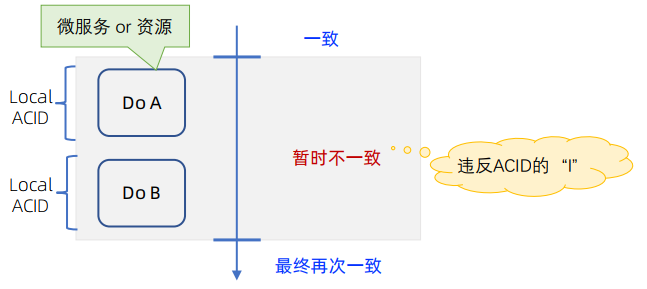 微服务 or 资源
一致
Local
ACID
Do A
暂时不一致
违反ACID的 “I”
Local
ACID
Do B
最终再次一致